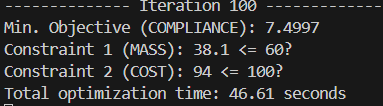 -------------- Iteration 100 --------------
Min. Objective (COMPLIANCE): 7.4997
Constraint 1 (MASS): 38.1 <= 60?
Constraint 2 (COST): 94 <= 100?
Total optimization time: 46.61 seconds